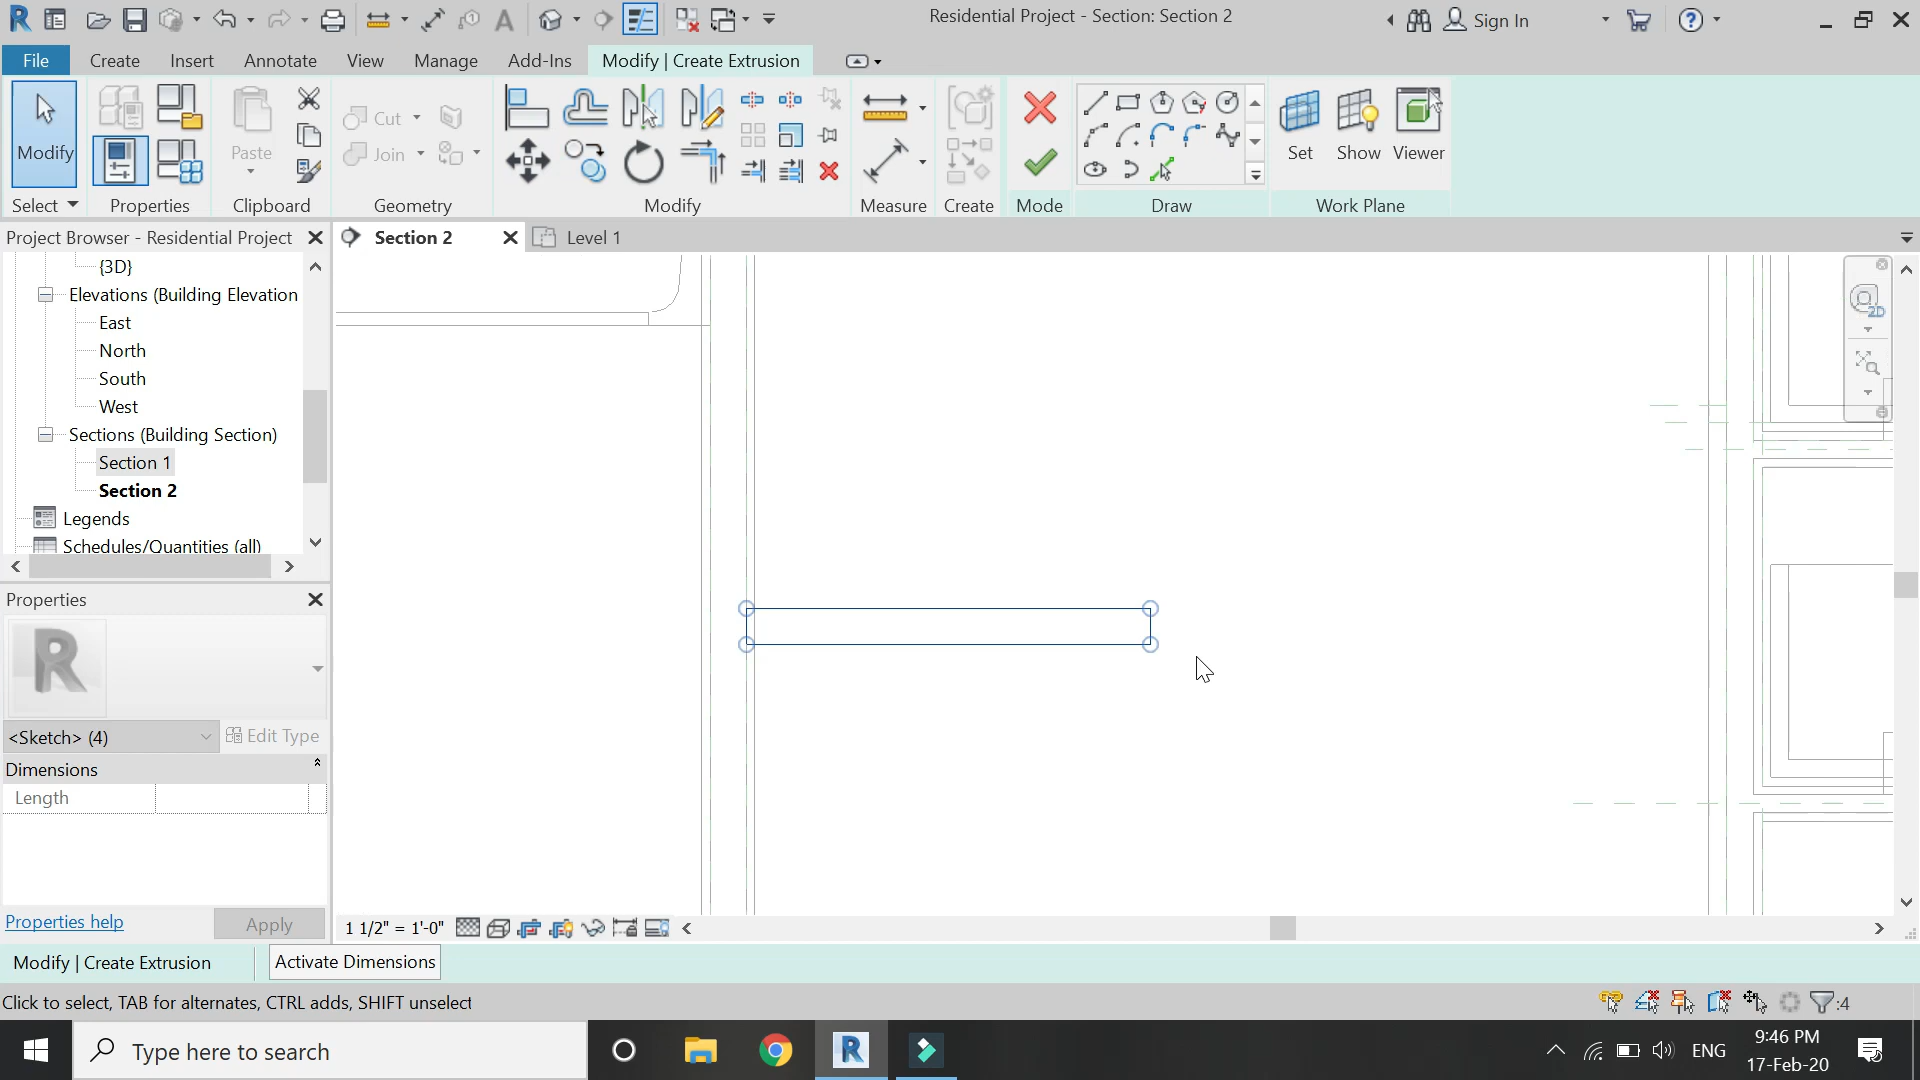 Residential Project - Section: Section 2
Sign In
File
Create
Insert
Annotate
View
Manage
Add-Ins
Modify | Create Extrusion
Modify
Cut
Join
Paste
Set
Show
Viewer
Select
Properties
Clipboard
Geometry
Modify
Measure
Create
Mode
Draw
Work Plane
Project Browser - Residential Project
Section 2
Level 1
{3D}
Elevations (Building Elevation
East
North
South
West
Sections (Building Section)
Section 1
Section 2
Legends
Schedules/Quantities (all)
2D
Properties
R
<Sketch> (4)
Edit Type
Dimensions
Length
Properties help
Apply
1 1/2" = 1'-0"
Modify | Create Extrusion
Activate Dimensions
Click to select, TAB for alternates, CTRL adds, SHIFT unselect
:4
Type here to search
ENG
9:46 PM
17-Feb-20